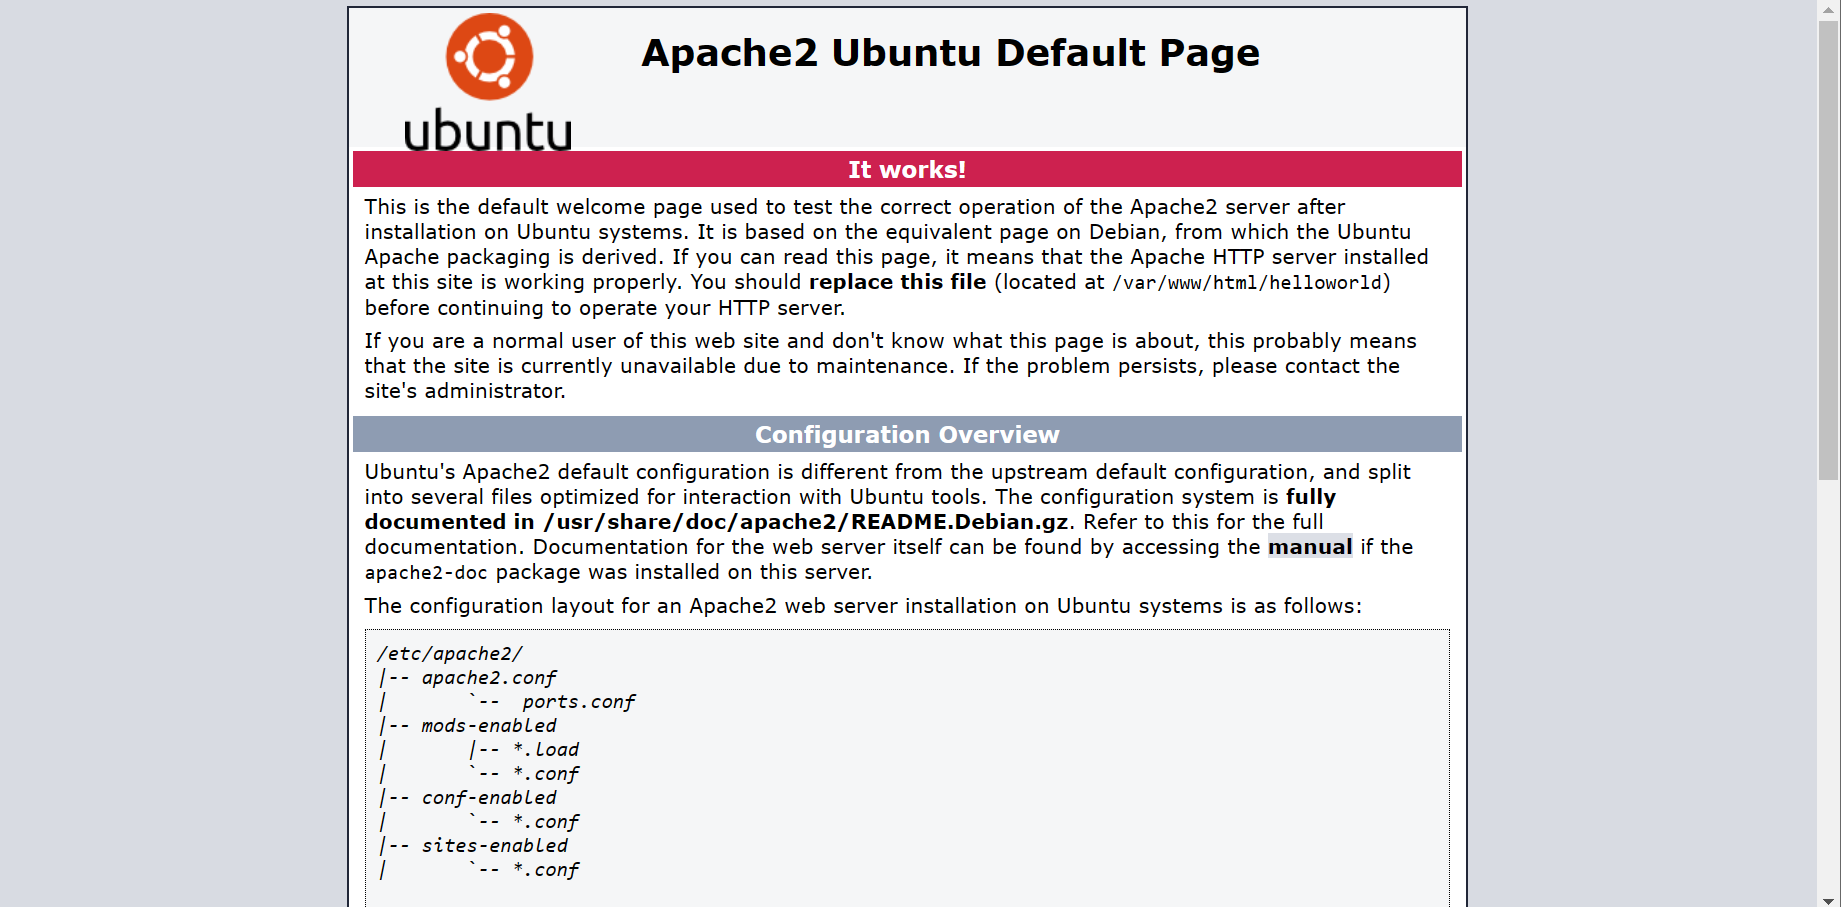 ubuntu
Apache2 Ubuntu Default Page
It works!
This is the default welcome page used to test the correct operation of the Apache2 server after
installation on Ubuntu systems. It is based on the equivalent page on Debian, from which the Ubuntu
Apache packaging is derived. If you can read this page, it means that the Apache HTTP server installed
at this site is working properly. You should replace this file (located at /var/www/html/helloworld)
before continuing to operate your HTTP server.
If you are a normal user of this web site and don't know what this page is about, this probably means
that the site is currently unavailable due to maintenance. If the problem persists, please contact the
site's administrator.
Configuration Overview
Ubuntu's Apache2 default configuration is different from the upstream default configuration, and split
into several files optimized for interaction with Ubuntu tools. The configuration system is fully
documented in /usr/share/doc/apache2/README.Debian.gz. Refer to this for the full
documentation. Documentation for the web server itself can be found by accessing the manual if the
apache2-doc package was installed on this server.
The configuration layout for an Apache2 web server installation on Ubuntu systems is as follows:
/etc/apache2/
|-- apache2.conf
|       `--  ports.conf
|-- mods-enabled
|       |-- *.load
|       `-- *.conf
|-- conf-enabled
|       `-- *.conf
|-- sites-enabled
|       `-- *.conf